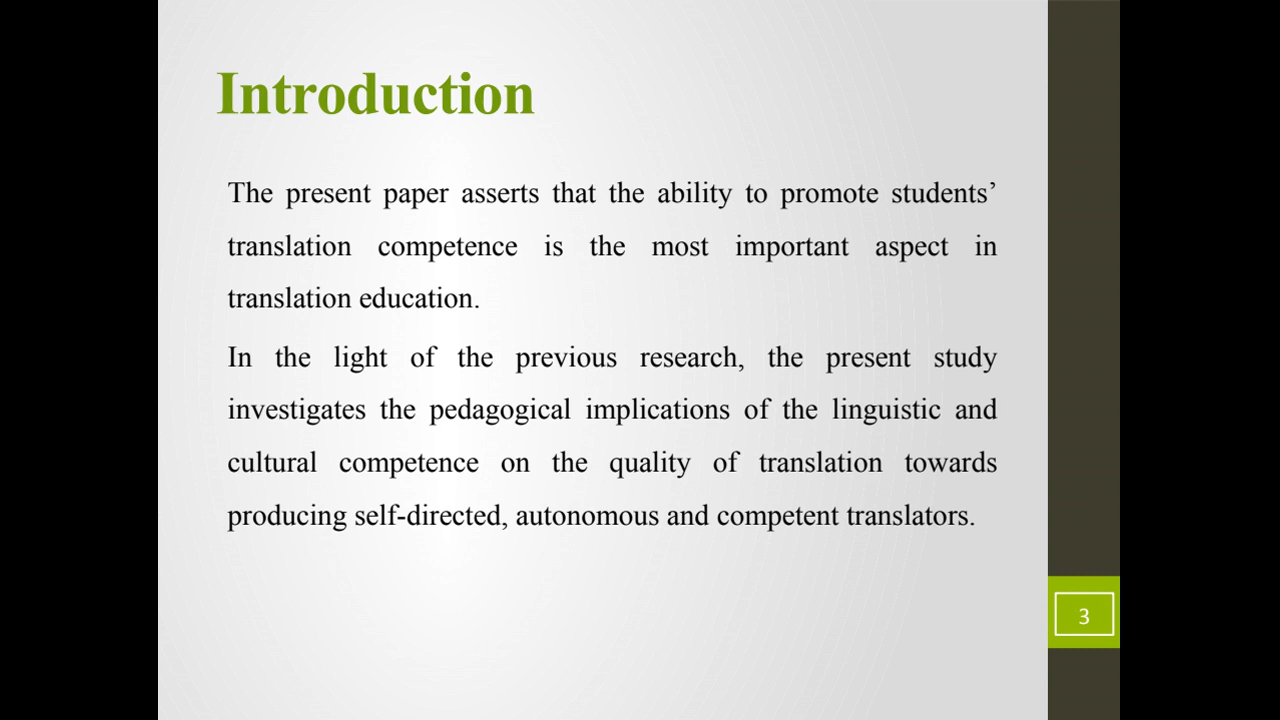 Introduction
The present paper asserts that the ability to promote students’
translation competence is the most important aspect in
translation education.
In the light of the previous research, the present study
investigates the pedagogical implications of the linguistic and
cultural competence on the quality of translation towards
producing self-directed, autonomous and competent translators.
3